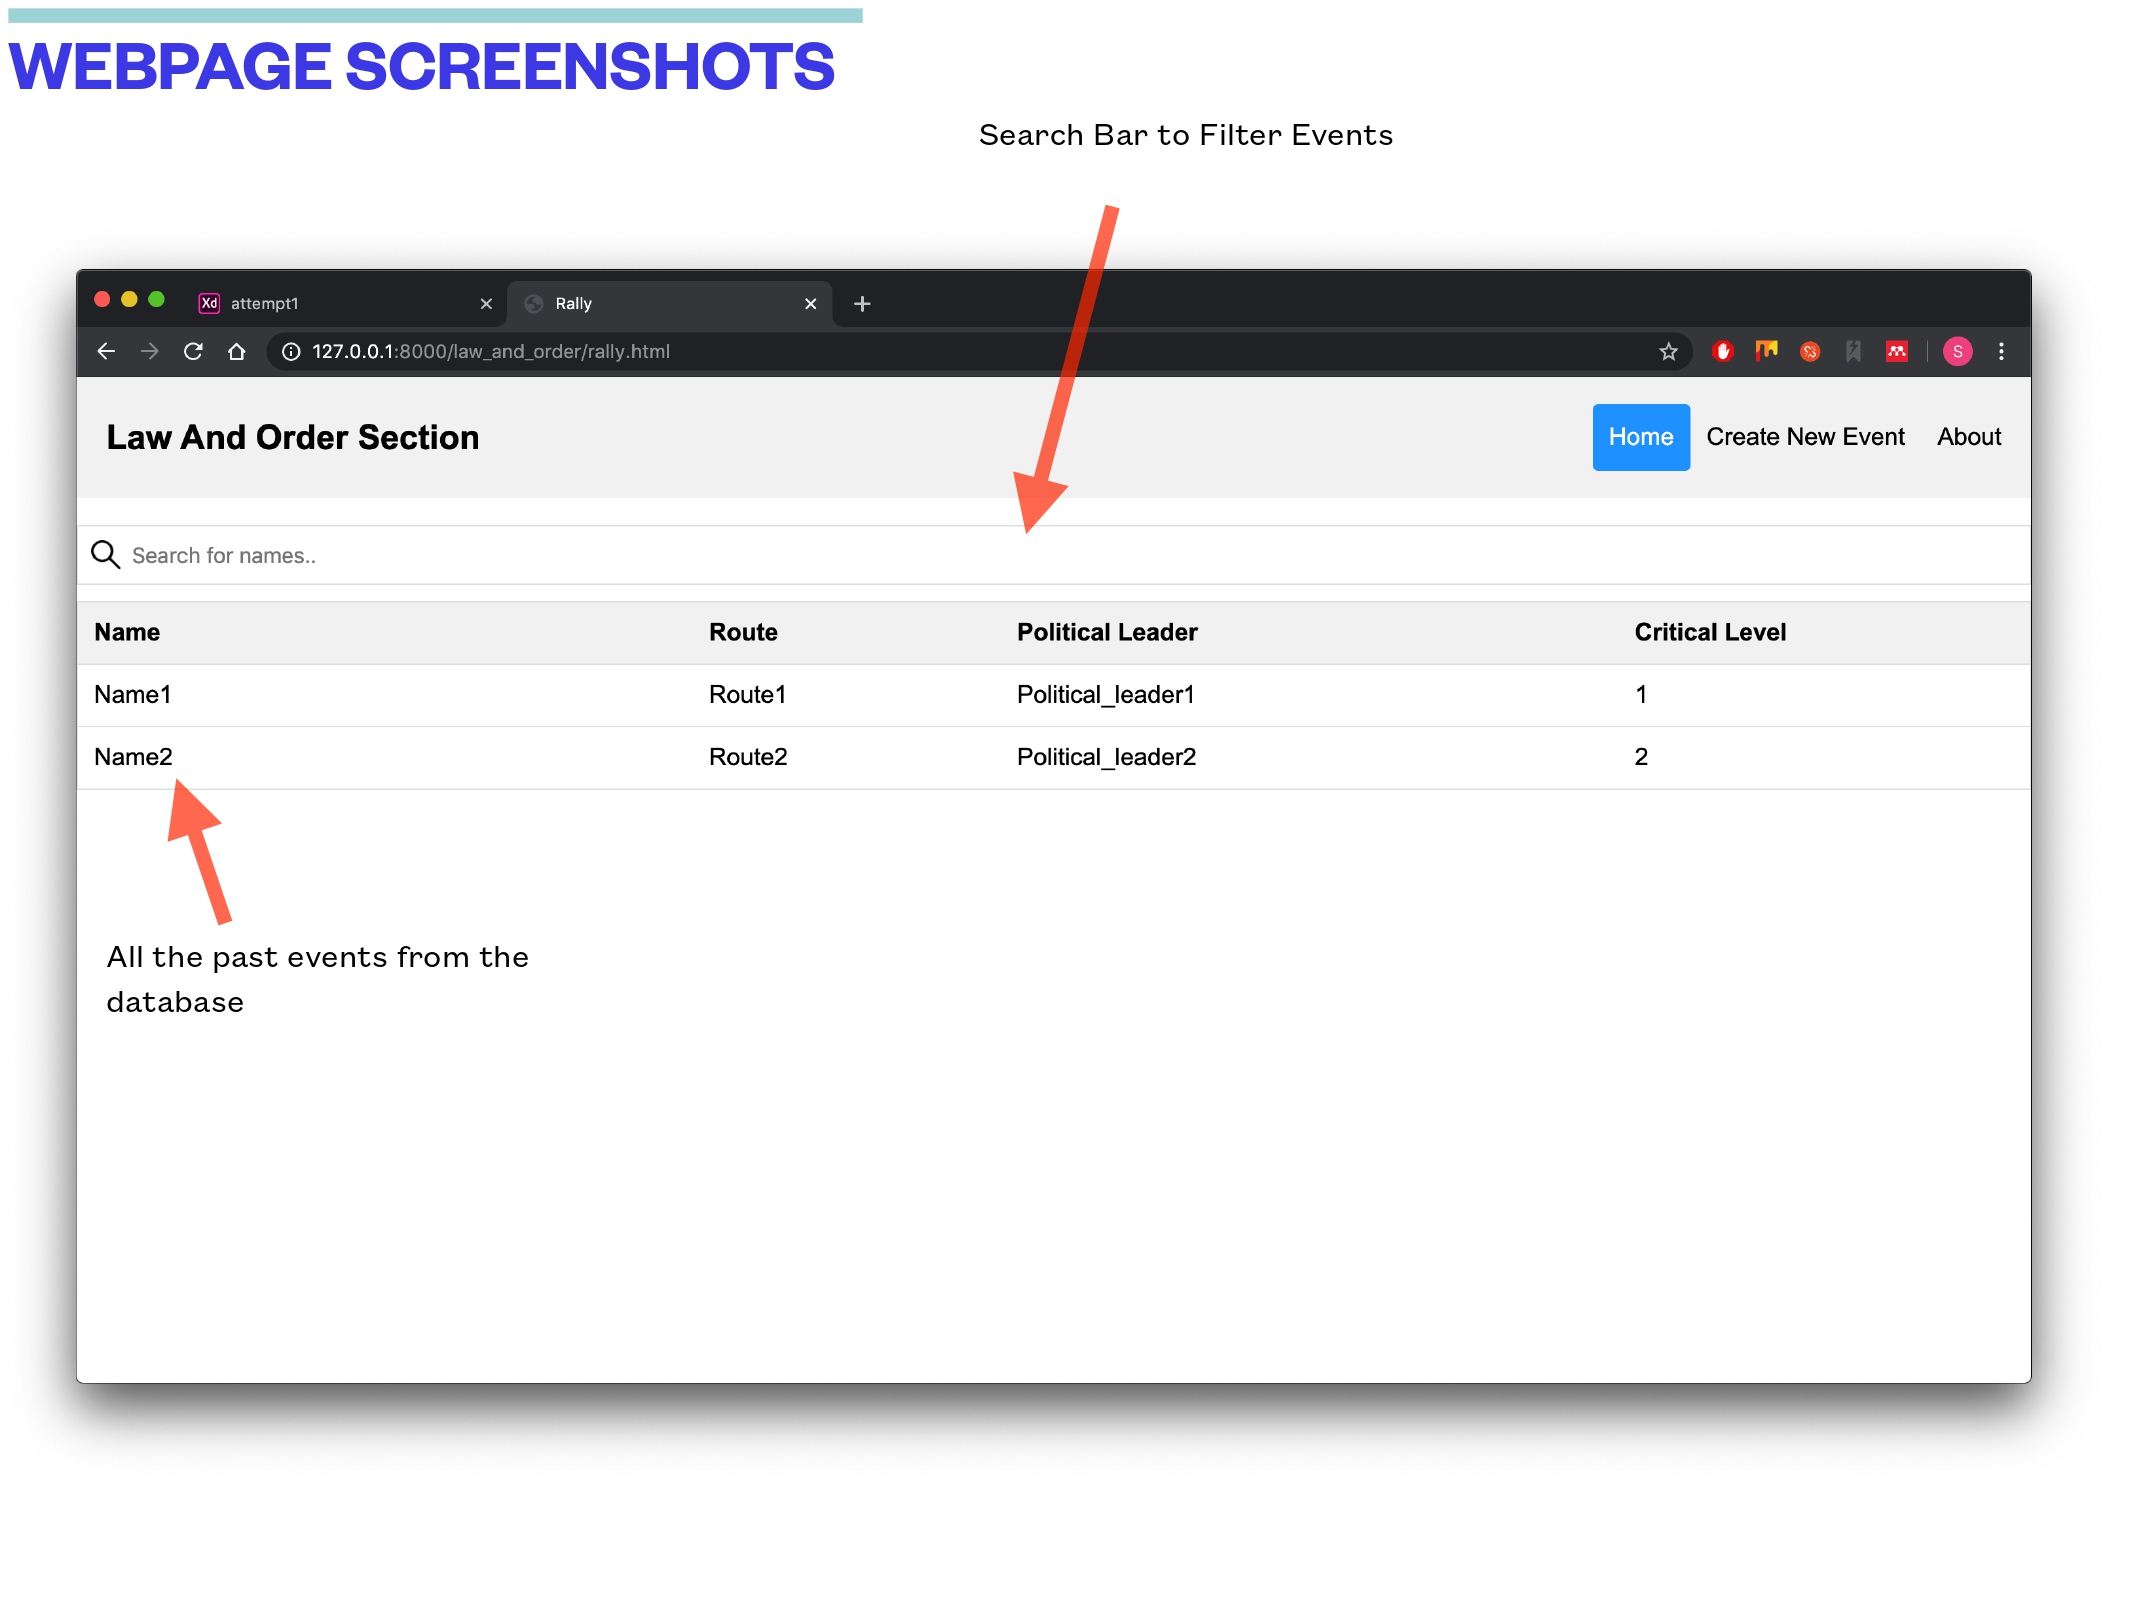 WEBPAGE SCREENSHOTS
Search Bar to Filter Events
Xd attempt1 Rally
127.0.0.1:8000/law_and_order/rally.html S
Law And Order Section Home Create New Event About
Search for names..
Name Route Political Leader Critical Level
Name1 Route1 Political_leader1 1
Name2 Route2 Political_leader2 2
All the past events from the
database